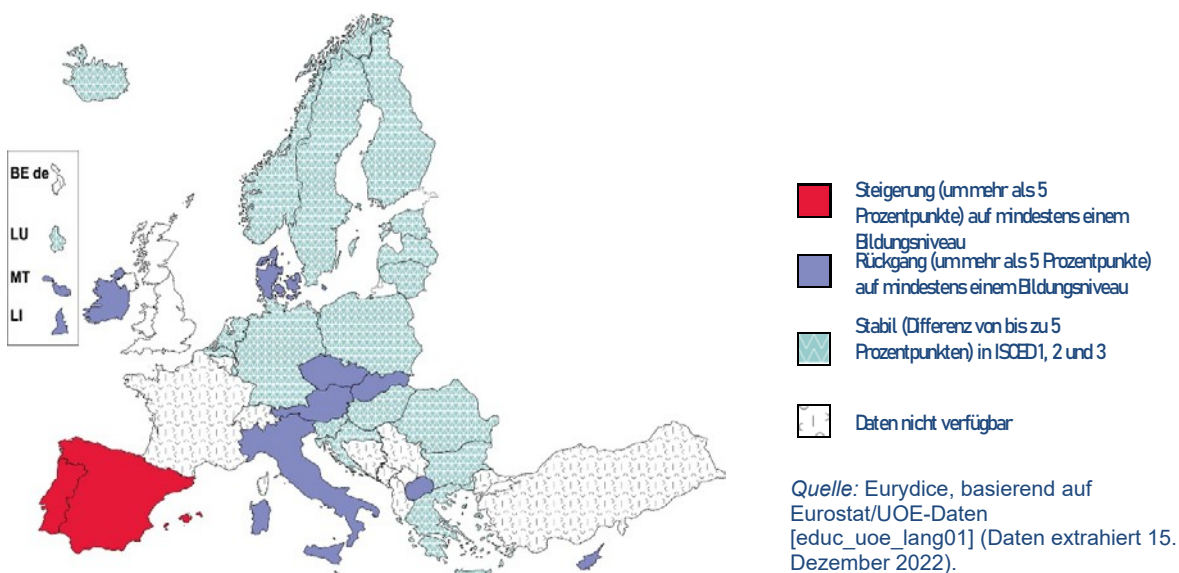 BE de
LU
MT
LI
Steigerung (um mehr als 5
Prozentpunkte) auf mindestens einem
Bildungsniveau
Rückgang (um mehr als 5 Prozentpunkte)
auf mindestens einem Bildungsniveau
Stabil (Differenz von bis zu 5
Prozentpunkten) in ISCED1, 2 und 3
Daten nicht verfügbar
Quelle: Eurydice, basierend auf
Eurostat/UOE-Daten
[educ_uoe_lang01] (Daten extrahiert 15.
Dezember 2022).